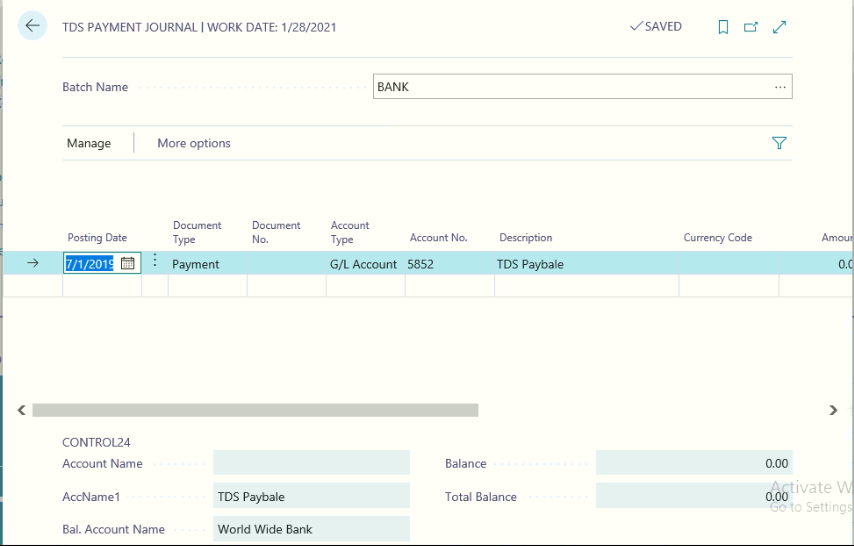 TDS PAYMENT JOURNAL | WORK DATE: 1/28/2021
SAVED
Batch Name
BANK
Manage
More options
Posting Date
Document Type
Document No.
Account Type
Account No.
Description
Currency Code
7/1/2019
Payment
G/L Account
5852
TDS Paybale
CONTROL24
Account Name
Balance
0.00
AccName1
TDS Paybale
Total Balance
0.00
Activate W
Go to Settings
Bal. Account Name
World Wide Bank